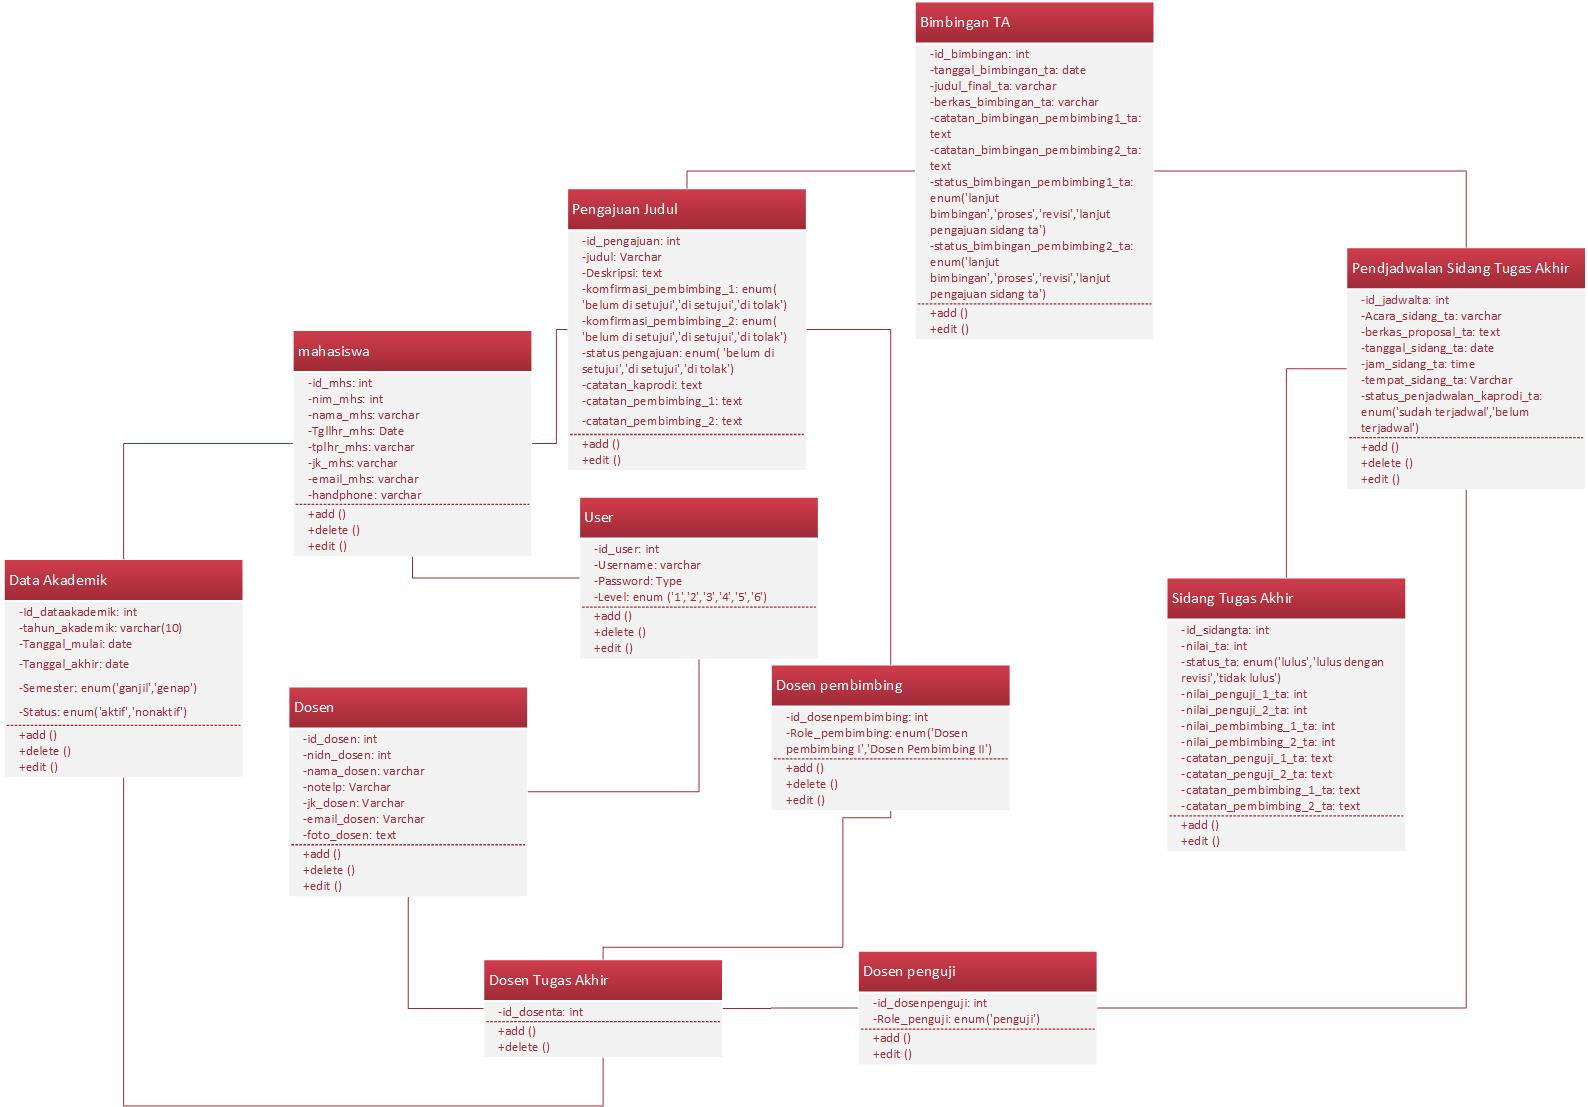 Bimbingan TA
-id_bimbingan: int
-tanggal_bimbingan_ta: date
-judul_final_ta: varchar
-berkas_bimbingan_ta: varchar
-catatan_bimbingan_pembimbing1_ta:
text
-catatan_bimbingan_pembimbing2_ta:
text
-status_bimbingan_pembimbing1_ta:
enum('lanjut
bimbingan','proses','revisi','lanjut
pengajuan sidang ta')
-status_bimbingan_pembimbing2_ta:
enum('lanjut
bimbingan','proses','revisi','lanjut
pengajuan sidang ta')
+add ()
+edit ()
Pengajuan Judul
-id_pengajuan: int
-judul: Varchar
-Deskripsi: text
-komfirmasi_pembimbing_1: enum(
'belum di setujui','di setujui','di tolak')
-komfirmasi_pembimbing_2: enum(
'belum di setujui','di setujui','di tolak')
-status pengajuan: enum( 'belum di
setujui','di setujui','di tolak')
-catatan_kaprodi: text
-catatan_pembimbing_1: text
-catatan_pembimbing_2: text
+add ()
+edit ()
Pendjadwalan Sidang Tugas Akhir
-id_jadwalta: int
-Acara_sidang_ta: varchar
-berkas_proposal_ta: text
-tanggal_sidang_ta: date
-jam_sidang_ta: time
-tempat_sidang_ta: Varchar
-status_penjadwalan_kaprodi_ta:
enum('sudah terjadwal','belum
terjadwal')
+add ()
+delete ()
+edit ()
mahasiswa
-id_mhs: int
-nim_mhs: int
-nama_mhs: varchar
-Tgllhr_mhs: Date
-tplhr_mhs: varchar
-jk_mhs: varchar
-email_mhs: varchar
-handphone: varchar
+add ()
+delete ()
+edit ()
User
-id_user: int
-Username: varchar
-Password: Type
-Level: enum ('1','2','3','4','5','6')
+add ()
+delete ()
+edit ()
Data Akademik
-Id_dataakademik: int
-tahun_akademik: varchar(10)
-Tanggal_mulai: date
-Tanggal_akhir: date
-Semester: enum('ganjil','genap')
-Status: enum('aktif','nonaktif')
+add ()
+delete ()
+edit ()
Sidang Tugas Akhir
-id_sidangta: int
-nilai_ta: int
-status_ta: enum('lulus','lulus dengan
revisi','tidak lulus')
-nilai_penguji_1_ta: int
-nilai_penguji_2_ta: int
-nilai_pembimbing_1_ta: int
-nilai_pembimbing_2_ta: int
-catatan_penguji_1_ta: text
-catatan_penguji_2_ta: text
-catatan_pembimbing_1_ta: text
-catatan_pembimbing_2_ta: text
+add ()
+edit ()
Dosen
-id_dosen: int
-nidn_dosen: int
-nama_dosen: varchar
-notelp: Varchar
-jk_dosen: Varchar
-email_dosen: Varchar
-foto_dosen: text
+add ()
+delete ()
+edit ()
Dosen pembimbing
-id_dosenpembimbing: int
-Role_pembimbing: enum('Dosen
pembimbing I','Dosen Pembimbing II')
+add ()
+delete ()
+edit ()
Dosen Tugas Akhir
-id_dosenta: int
+add ()
+delete ()
Dosen penguji
-id_dosenpenguji: int
-Role_penguji: enum('penguji')
+add ()
+edit ()